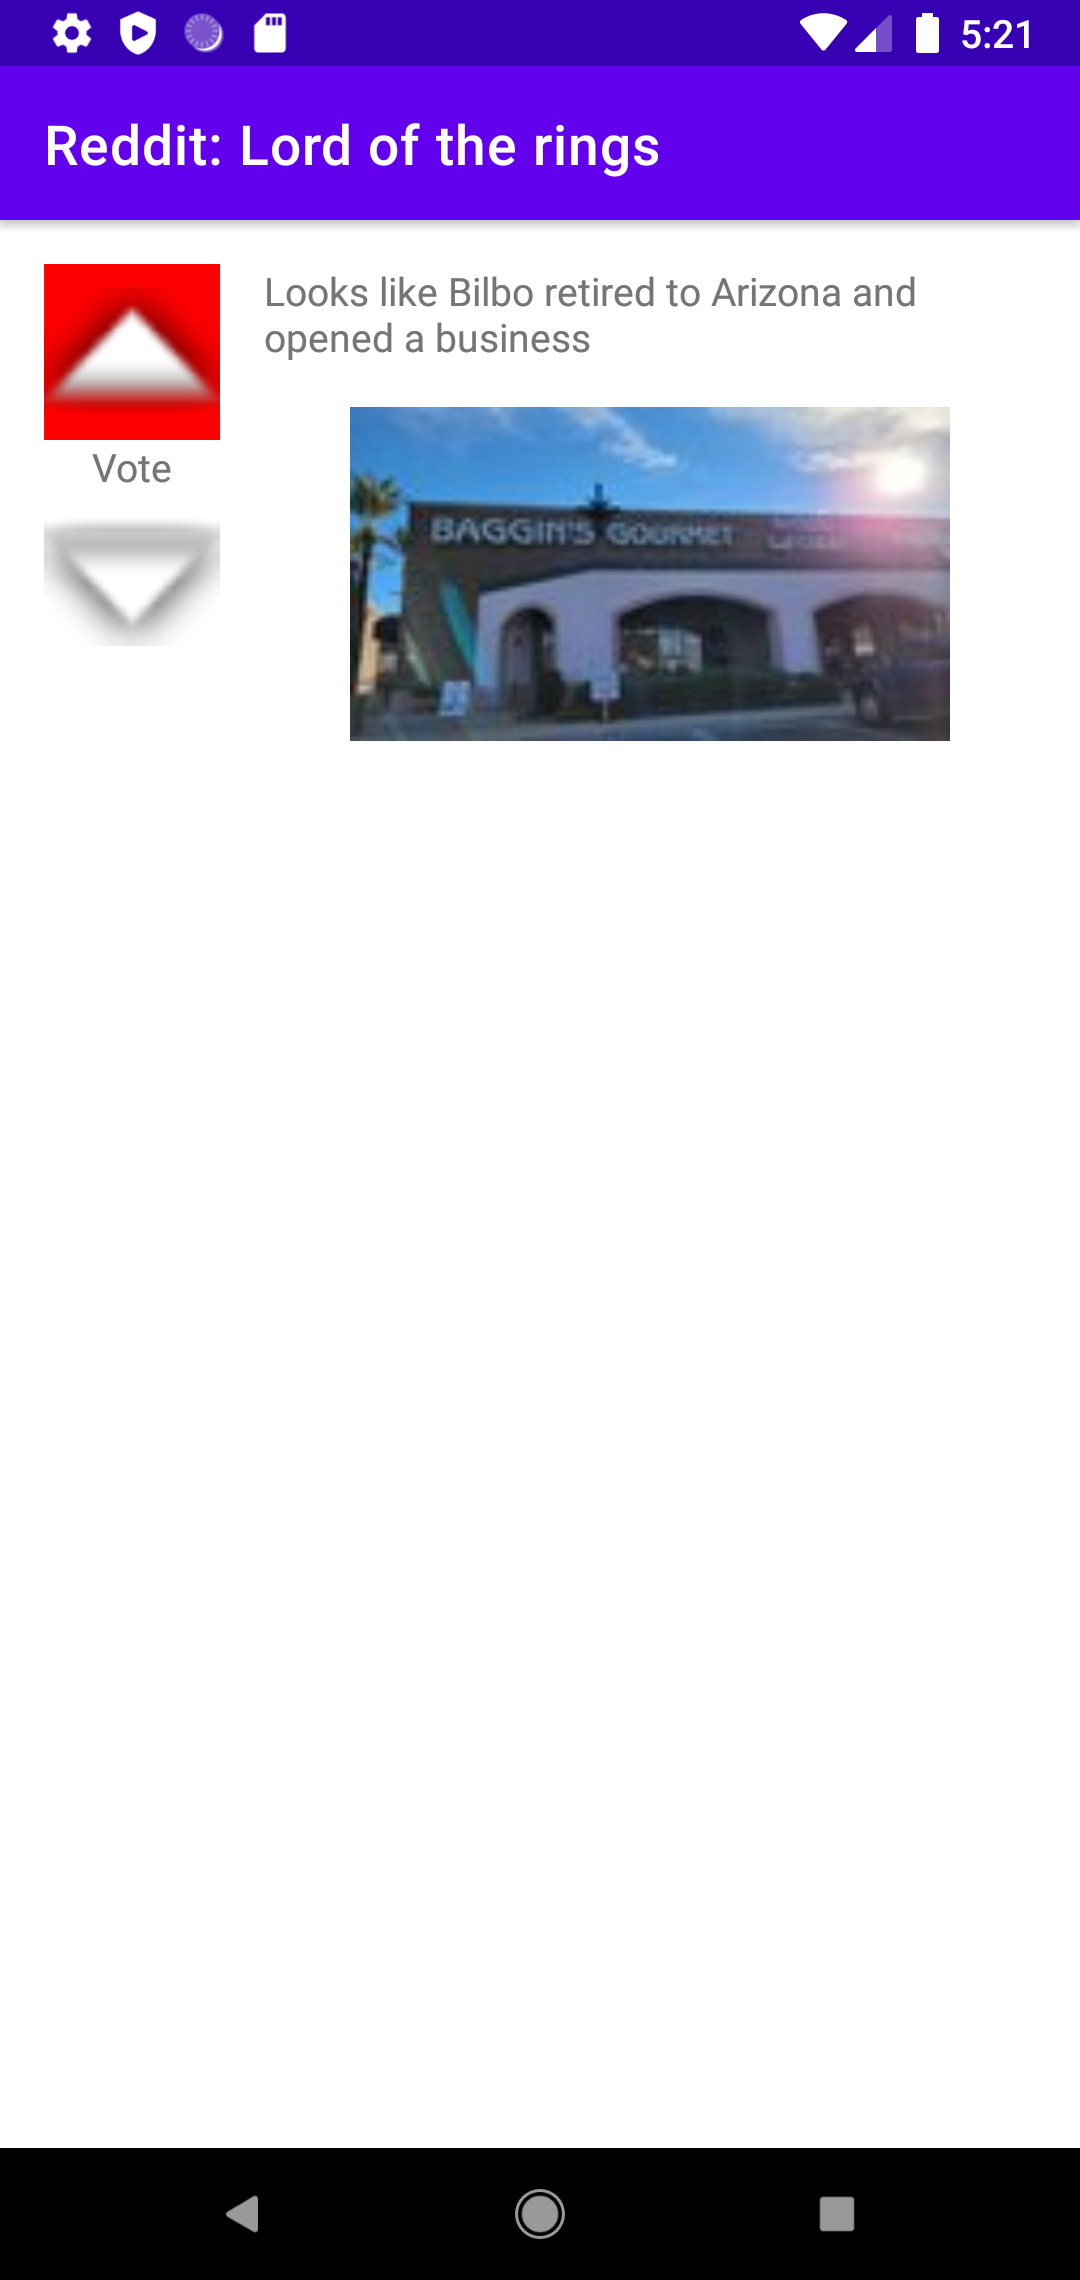 5:21
Reddit: Lord of the rings
Looks like Bilbo retired to Arizona and
opened a business
Vote
BAGGIN'S GOURMET